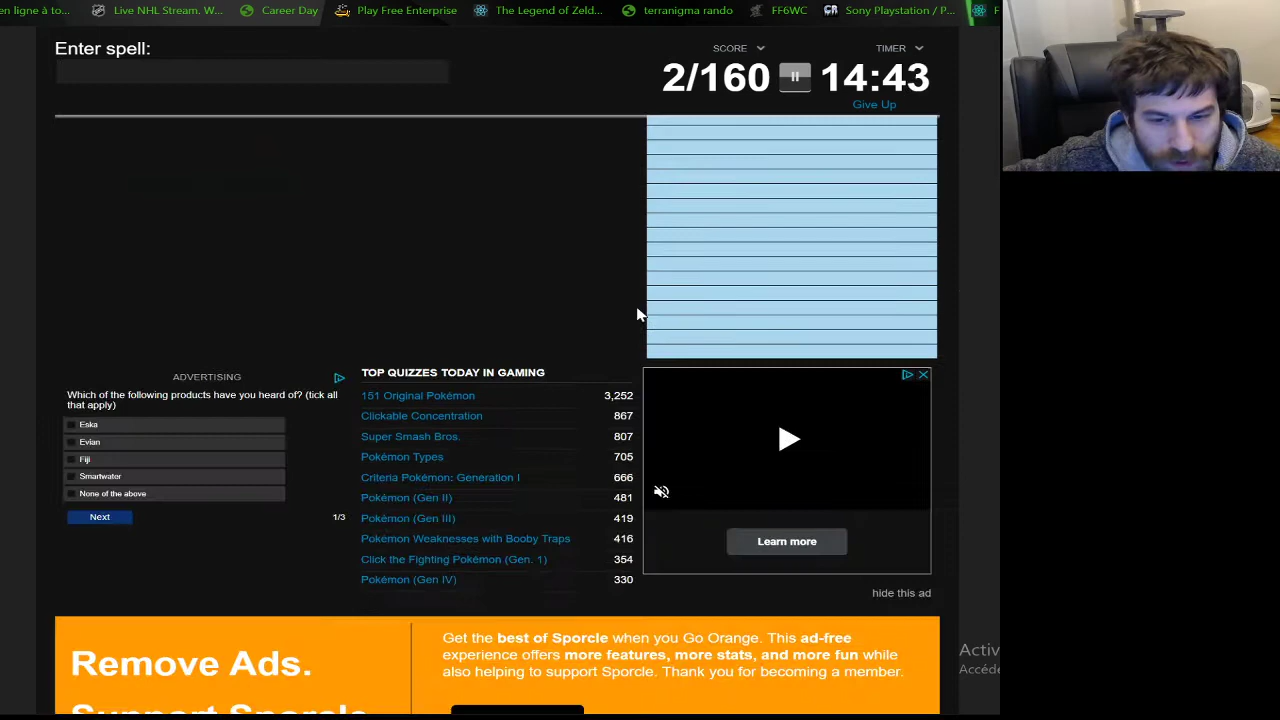 en ligne à to...
Live NHL Stream. W...
Career Day
Play Free Enterprise
The Legend of Zeld...
terranigma rando
FF6WC
Sony Playstation / P...
F
Enter spell:
SCORE
TIMER
2/160
14:43
Give Up
ADVERTISING
Which of the following products have you heard of? (tick all
that apply)
Eska
Evian
Fiji
Smartwater
None of the above
Next
1/3
TOP QUIZZES TODAY IN GAMING
151 Original Pokémon 3,252
Clickable Concentration 867
Super Smash Bros. 807
Pokémon Types 705
Criteria Pokémon: Generation I 666
Pokémon (Gen II) 481
Pokémon (Gen III) 419
Pokémon Weaknesses with Booby Traps 416
Click the Fighting Pokémon (Gen. 1) 354
Pokémon (Gen IV) 330
Learn more
hide this ad
Remove Ads.
Support Sporcle.
Get the best of Sporcle when you Go Orange. This ad-free
experience offers more features, more stats, and more fun while
also helping to support Sporcle. Thank you for becoming a member.
Activ
Accéde